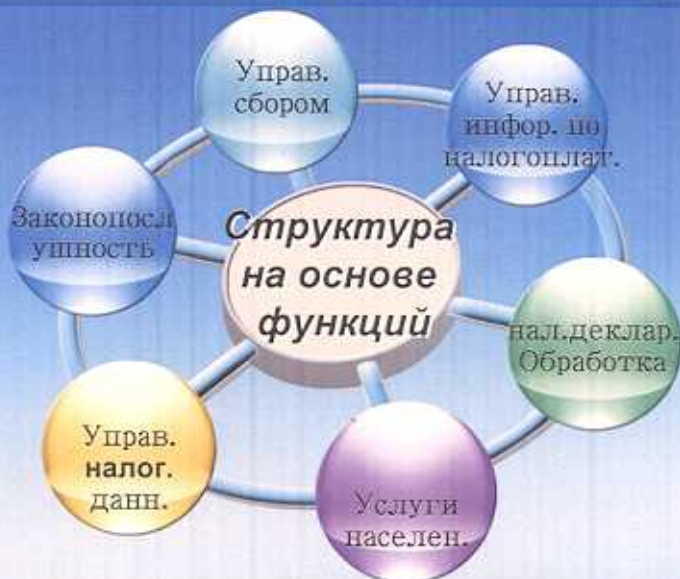 Управ.
сбором
Управ.
инфор. по
налогоплат.
Законопосл
ушность
Структура
на основе
функций
нал.деклар.
Обработка
Управ.
налог.
данн.
Услуги
населен.